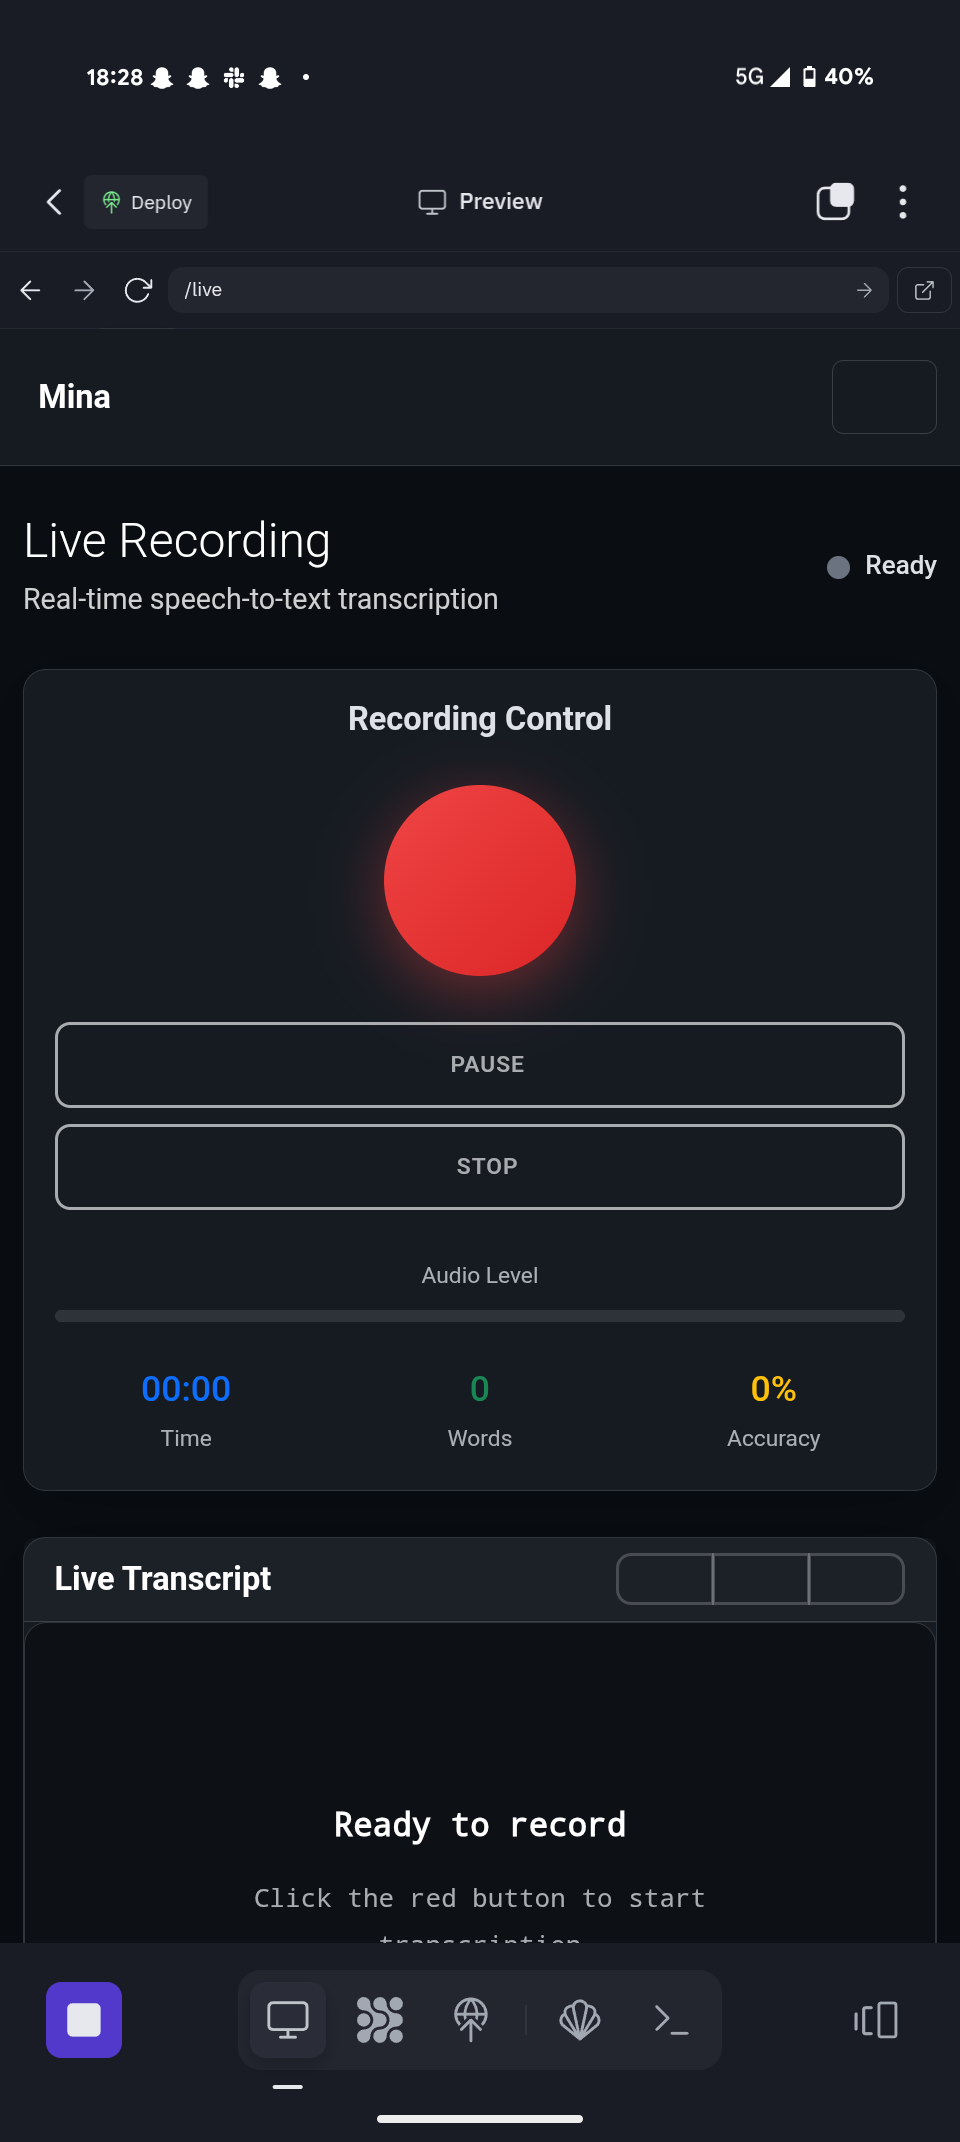 18:28
5G 40%
Deploy
Preview
/live
Mina
Live Recording
Real-time speech-to-text transcription
Ready
Recording Control
PAUSE
STOP
Audio Level
00:00 0 0%
Time Words Accuracy
Live Transcript
Ready to record
Click the red button to start
transcription